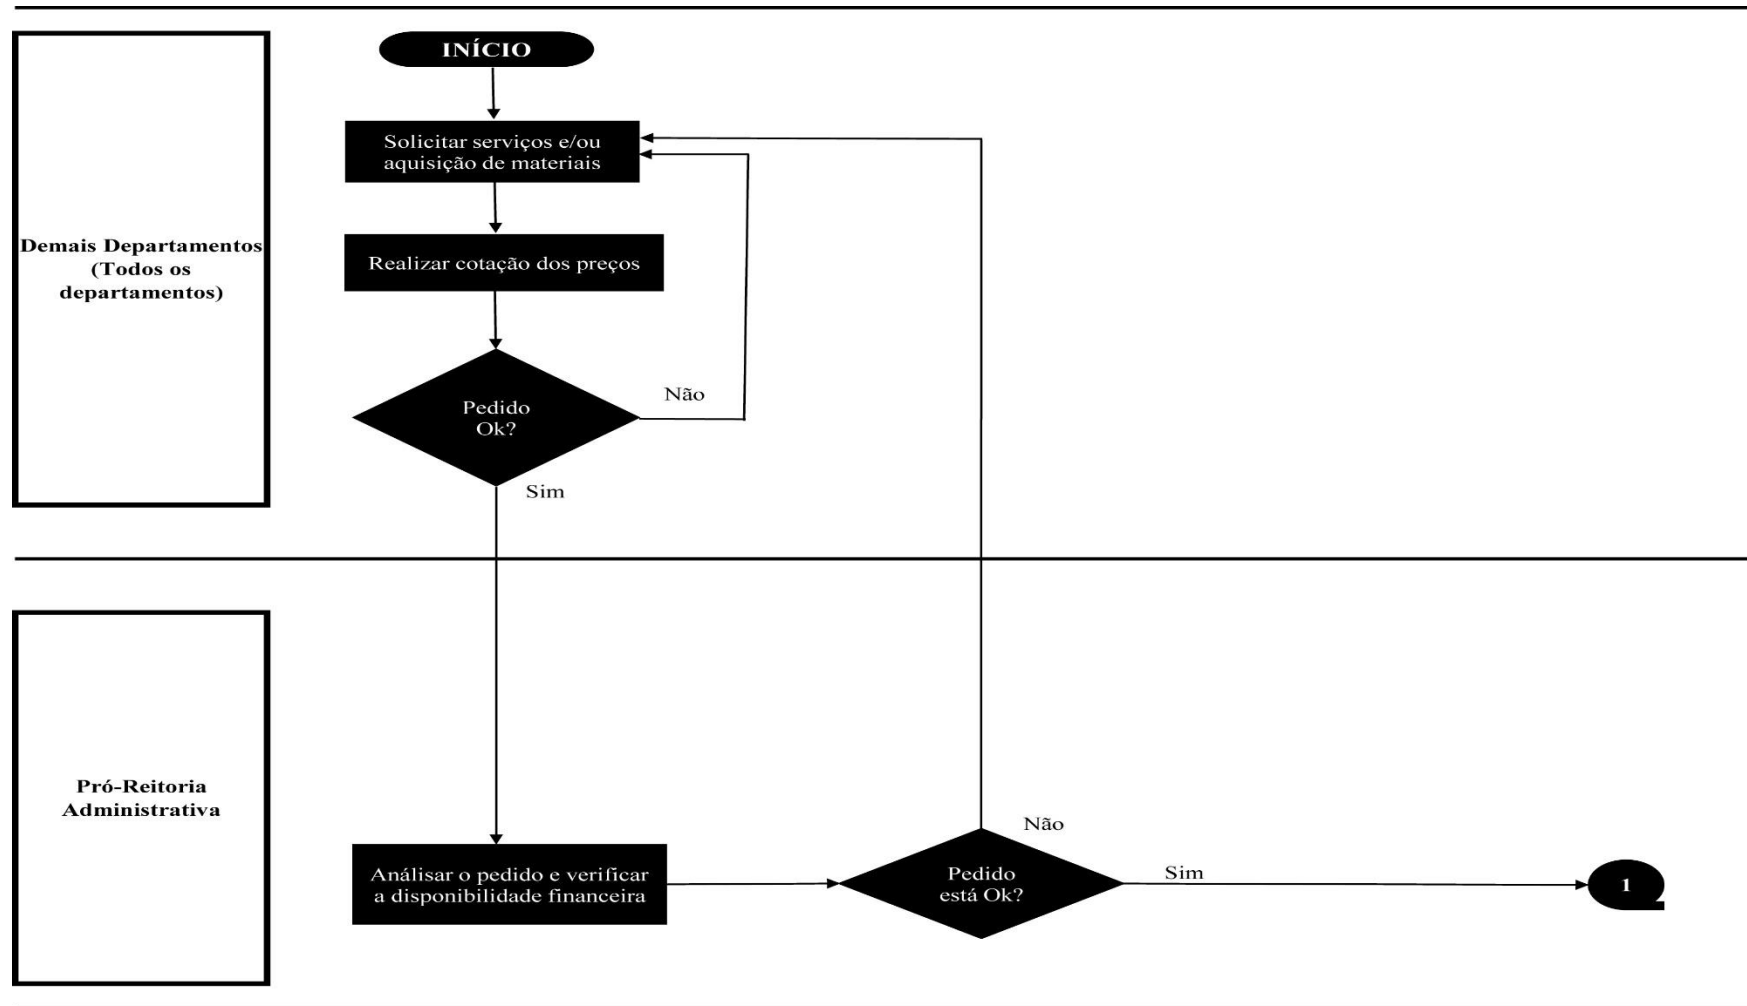 INÍCIO
Solicitar serviços e/ou
aquisição de materiais
Demais Departamentos
(Todos os
departamentos)
Realizar cotação dos preços
Pedido
Ok?
Não
Sim
Pró-Reitoria
Administrativa
Análisar o pedido e verificar
a disponibilidade financeira
Pedido
está Ok?
Não
Sim
1